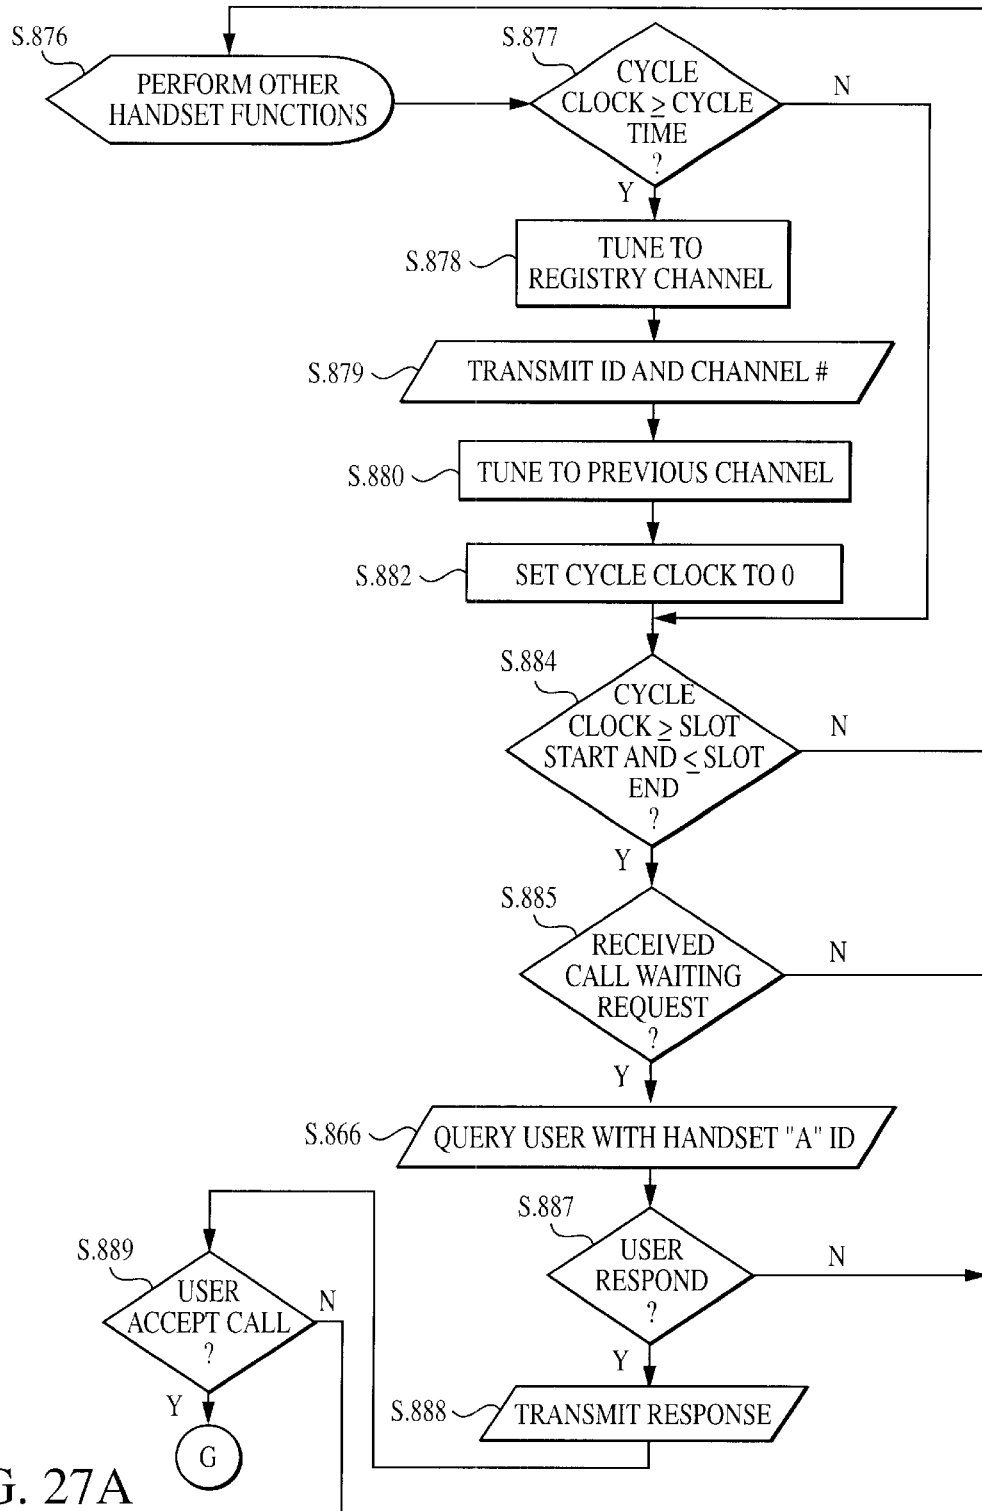 S.876
PERFORM OTHER
HANDSET FUNCTIONS
S.877
CYCLE
CLOCK ≥ CYCLE
TIME
?
N
Y
S.878
TUNE TO
REGISTRY CHANNEL
S.879
TRANSMIT ID AND CHANNEL #
S.880
TUNE TO PREVIOUS CHANNEL
S.882
SET CYCLE CLOCK TO 0
S.884
CYCLE
CLOCK ≥ SLOT
START AND ≤ SLOT
END
?
N
Y
S.885
RECEIVED
CALL WAITING
REQUEST
?
N
Y
S.866
QUERY USER WITH HANDSET "A" ID
S.887
USER
RESPOND
?
N
Y
S.888
TRANSMIT RESPONSE
S.889
USER
ACCEPT CALL
?
N
Y
G
G. 27A